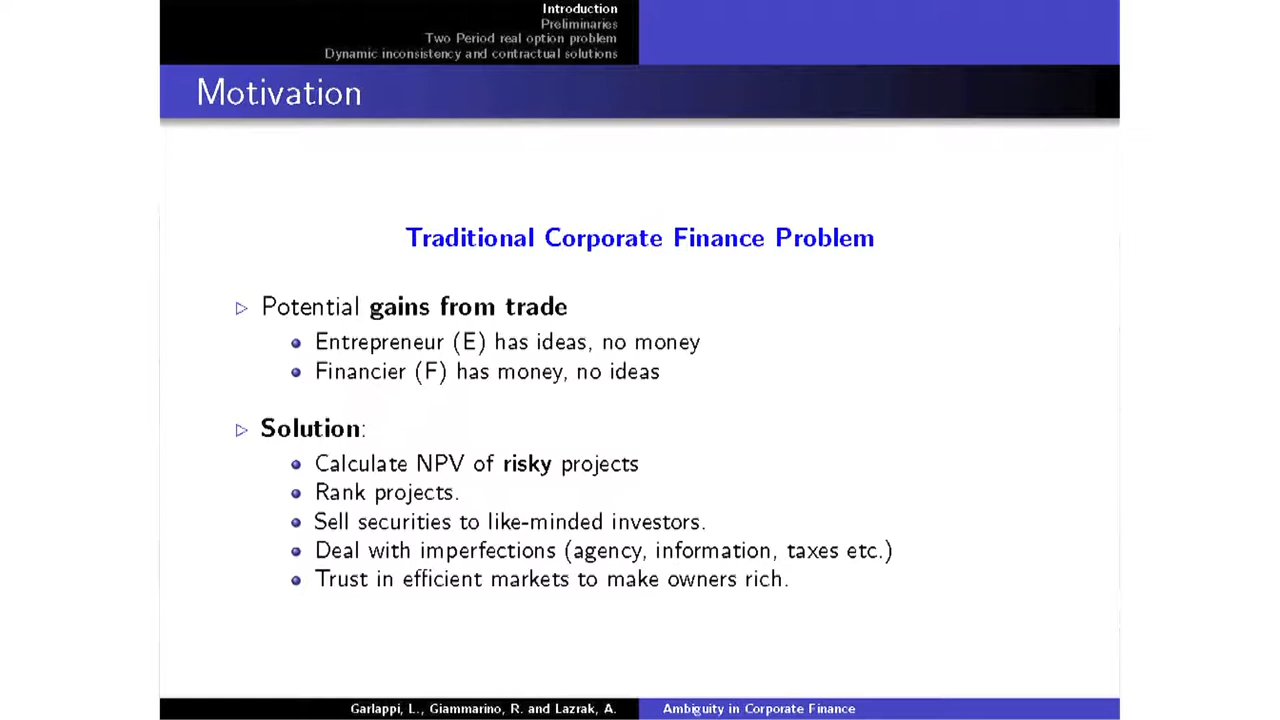 Introduction
Preliminaries
Two Period real option problem
Dynamic inconsistency and contractual solutions
Motivation
Traditional Corporate Finance Problem
Potential gains from trade
Entrepreneur (E) has ideas, no money
Financier (F) has money, no ideas
Solution:
Calculate NPV of risky projects
Rank projects.
Sell securities to like-minded investors.
Deal with imperfections (agency, information, taxes etc.)
Trust in efficient markets to make owners rich.
Garlappi, L., Giammarino, R. and Lazrak, A.
Ambiguity in Corporate Finance